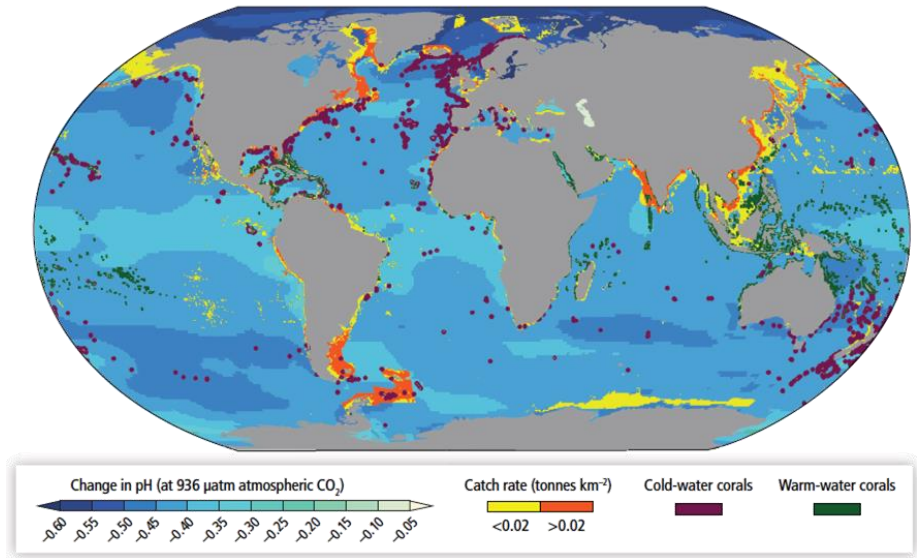 Change in pH (at 936 μatm atmospheric CO₂)
−0.60 −0.55 −0.50 −0.45 −0.40 −0.35 −0.30 −0.25 −0.20 −0.15 −0.10 −0.05
Catch rate (tonnes km⁻²)
<0.02 >0.02
Cold-water corals
Warm-water corals